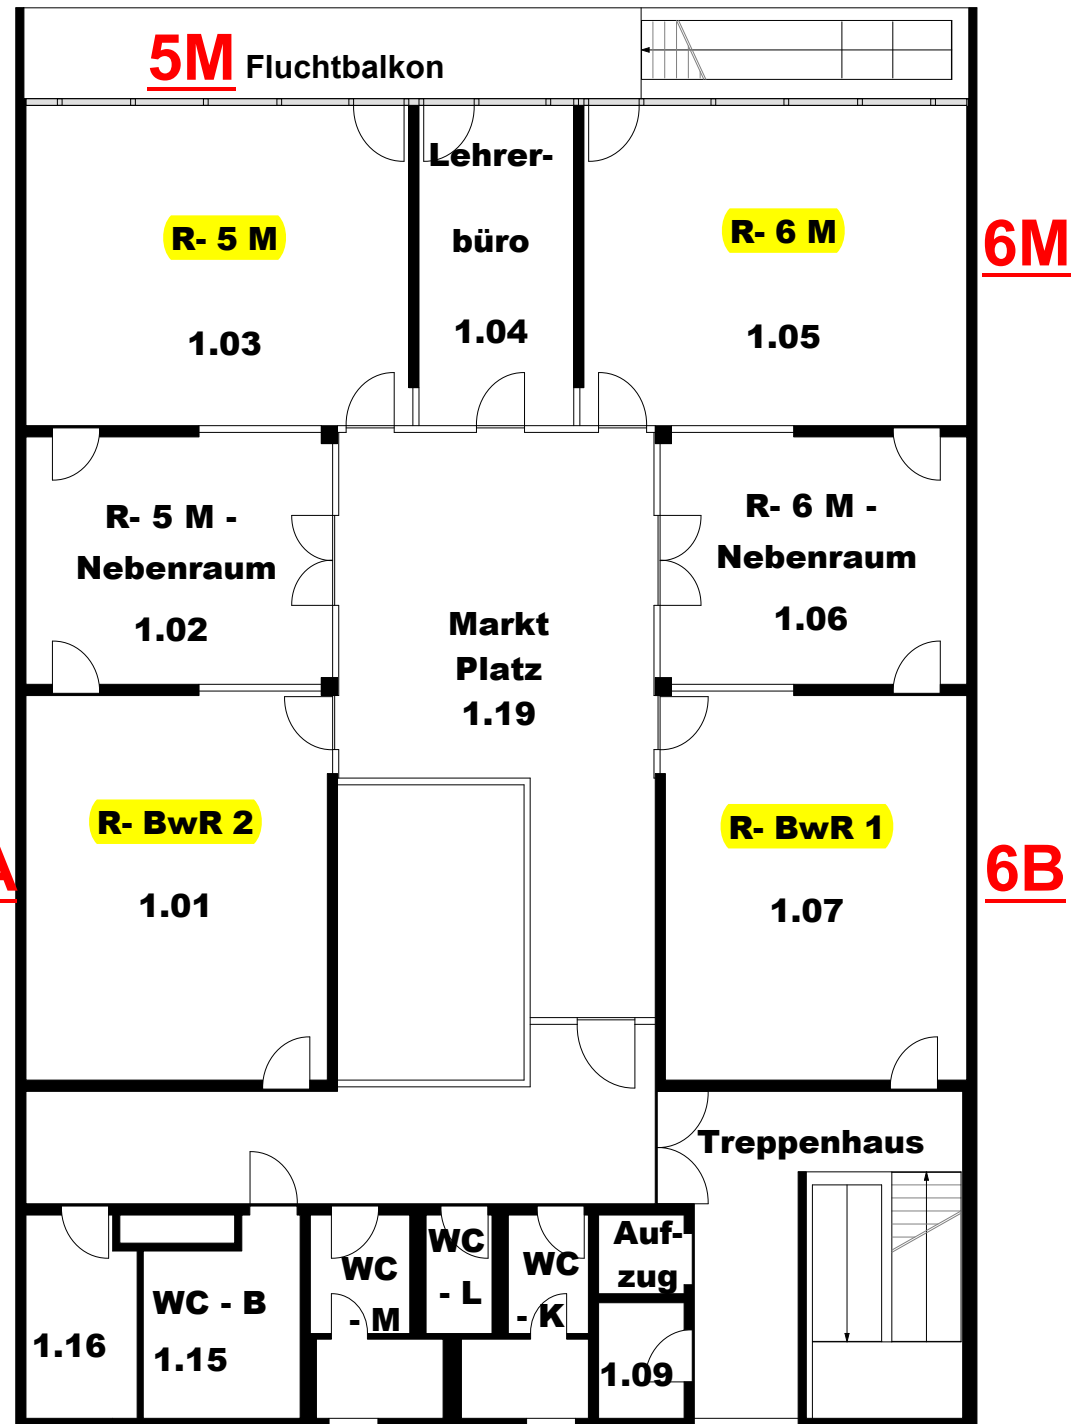 5M Fluchtbalkon
Lehrer-
büro
1.04
R- 5 M
1.03
R- 6 M
1.05
6M
R- 5 M -
Nebenraum
1.02
R- 6 M -
Nebenraum
1.06
Markt
Platz
1.19
R- BwR 2
1.01
A
R- BwR 1
1.07
6B
Treppenhaus
1.16
WC - B
1.15
WC
- M
WC
- L
WC
- K
Auf-
zug
1.09